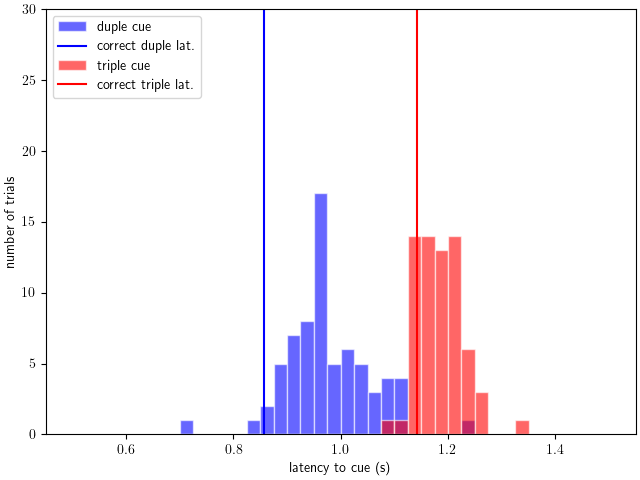 30
25
20
15
10
5
0
number of trials
duple cue
correct duple lat.
triple cue
correct triple lat.
0.6 0.8 1.0 1.2 1.4
latency to cue (s)